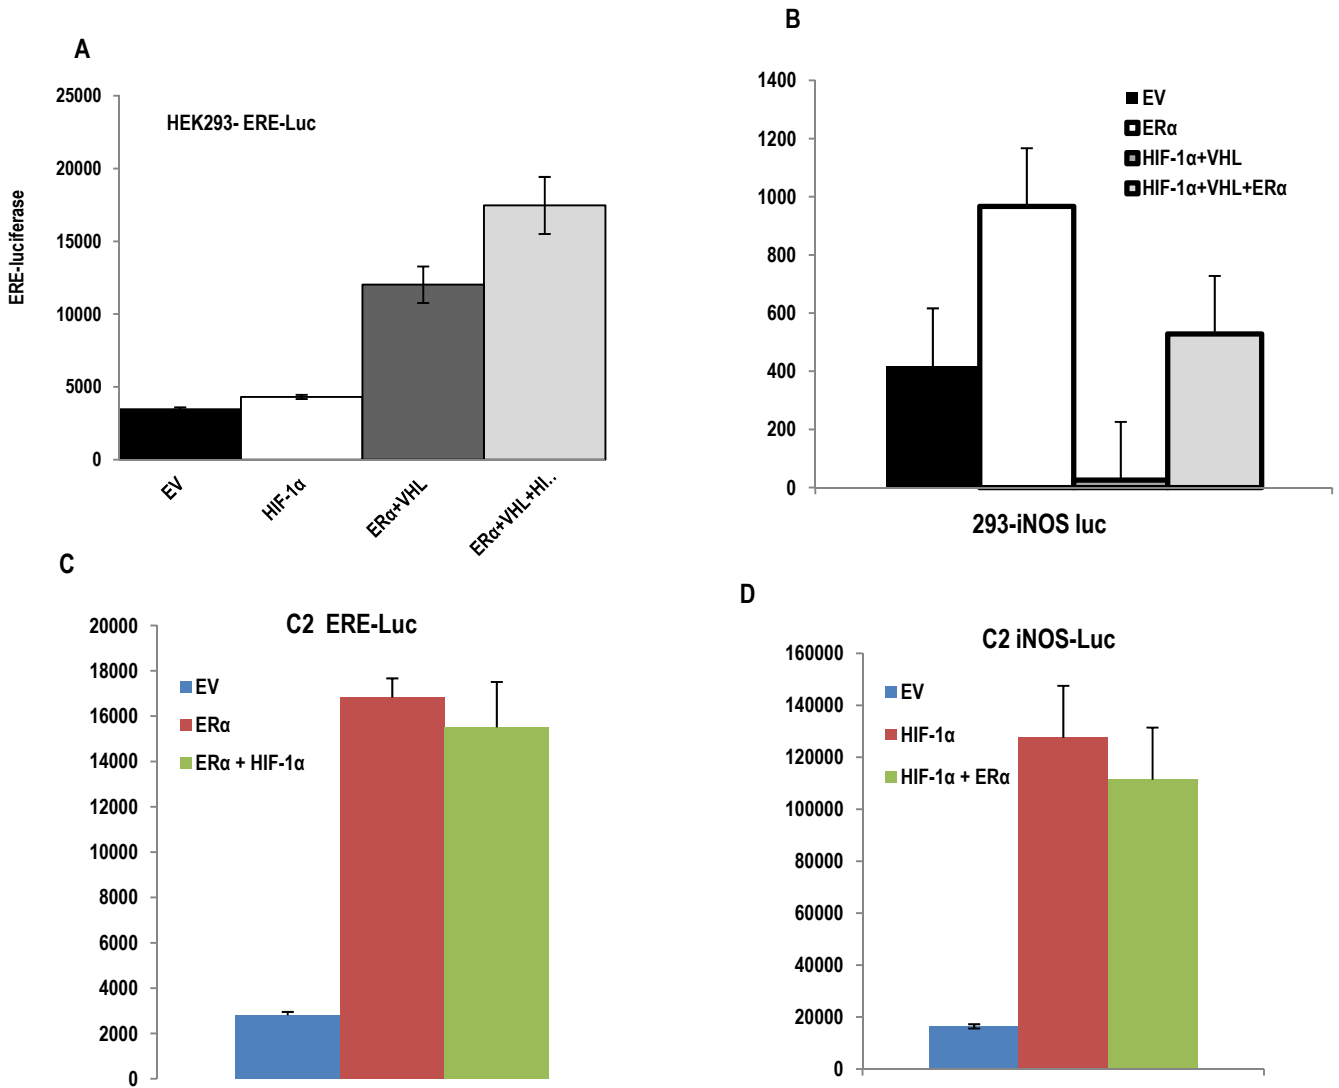 A
25000
20000
15000
10000
5000
0
ERE-luciferase
HEK293- ERE-Luc
EV
HIF-1α
ERα+VHL
ERα+VHL+HI..
B
1400
1200
1000
800
600
400
200
0
EV
ERα
HIF-1α+VHL
HIF-1α+VHL+ERα
293-iNOS luc
C
C2 ERE-Luc
20000
18000
16000
14000
12000
10000
8000
6000
4000
2000
0
EV
ERα
ERα + HIF-1α
D
C2 iNOS-Luc
160000
140000
120000
100000
80000
60000
40000
20000
0
EV
HIF-1α
HIF-1α + ERα